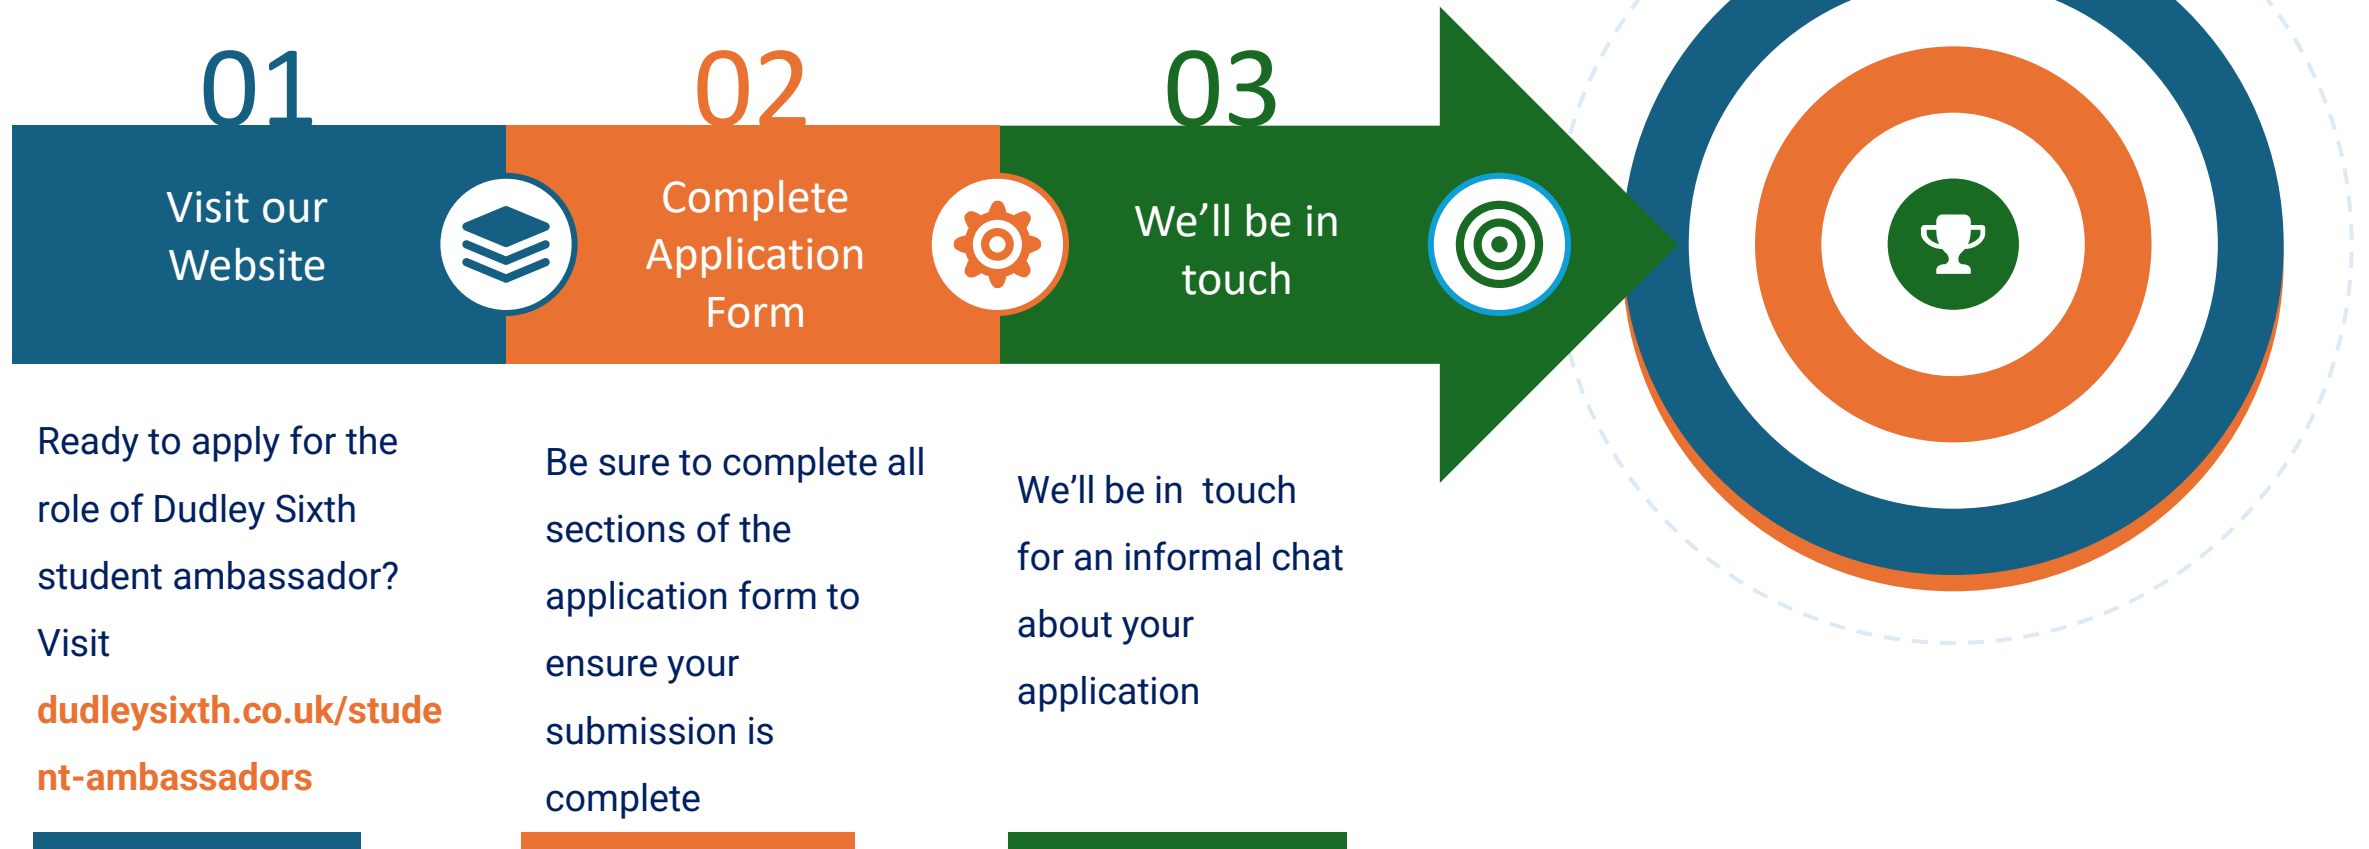 01
Visit our
Website
02
Complete
Application
Form
03
We’ll be in
touch
Ready to apply for the
role of Dudley Sixth
student ambassador?
Visit
dudleysixth.co.uk/stude
nt-ambassadors
Be sure to complete all
sections of the
application form to
ensure your
submission is
complete
We’ll be in  touch
for an informal chat
about your
application